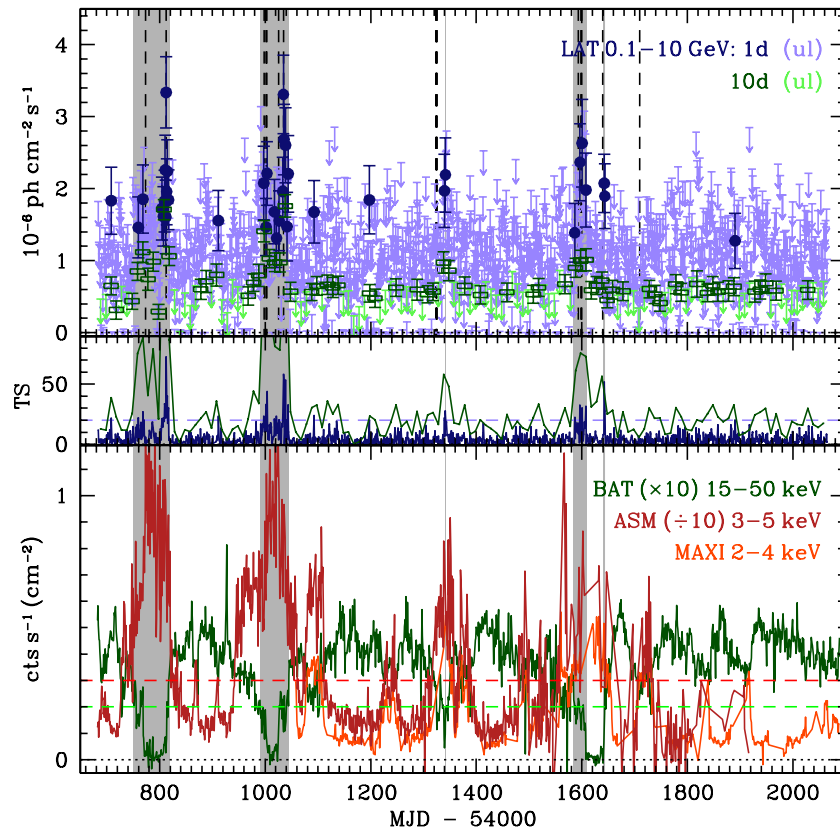 4
LAT 0.1−10 GeV: 1d (ul)
10d (ul)
3
10⁻⁶ ph cm⁻² s⁻¹
2
1
0
TS
50
0
1
BAT (×10) 15−50 keV
ASM (÷10) 3−5 keV
MAXI 2−4 keV
cts s⁻¹ (cm⁻²)
0
800 1000 1200 1400 1600 1800 2000
MJD − 54000